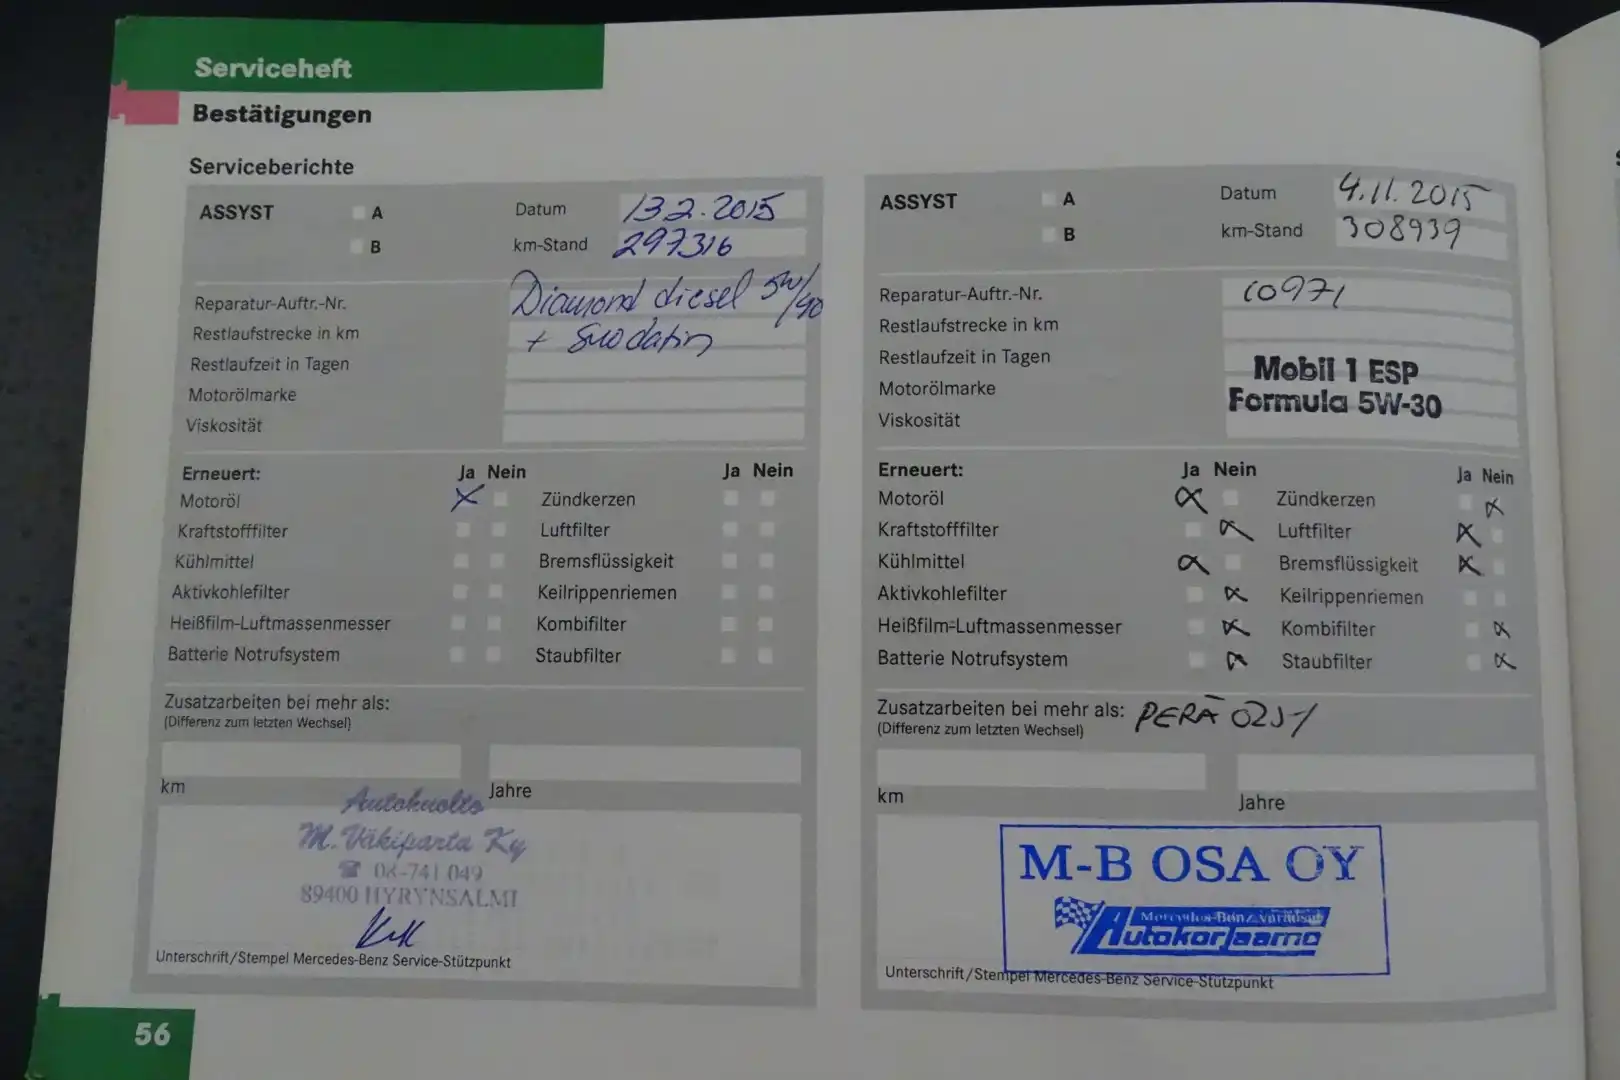 Serviceheft
Bestätigungen
Serviceberichte
ASSYST
A
B
Datum 13.2.2015
km-Stand 297316
Reparatur-Auftr.-Nr. Diamond diesel 5W/40
Restlaufstrecke in km + Suodatin
Restlaufzeit in Tagen
Motorölmarke
Viskosität
Erneuert: Ja Nein Ja Nein
Motoröl X Zündkerzen
Kraftstofffilter Luftfilter
Kühlmittel Bremsflüssigkeit
Aktivkohlefilter Keilrippenriemen
Heißfilm-Luftmassenmesser Kombifilter
Batterie Notrufsystem Staubfilter
Zusatzarbeiten bei mehr als:
(Differenz zum letzten Wechsel)
km Jahre
Autohuolto
M. Väkiparta Ky
☎ 08-741 049
89400 HYRYNSALMI
Unterschrift/Stempel Mercedes-Benz Service-Stützpunkt
56
ASSYST
A
B
Datum 4.11.2015
km-Stand 308939
Reparatur-Auftr.-Nr. 10971
Restlaufstrecke in km
Restlaufzeit in Tagen
Motorölmarke
Viskosität
Mobil 1 ESP
Formula 5W-30
Erneuert: Ja Nein Ja Nein
Motoröl X Zündkerzen X
Kraftstofffilter X Luftfilter X
Kühlmittel X Bremsflüssigkeit X
Aktivkohlefilter X Keilrippenriemen
Heißfilm-Luftmassenmesser X Kombifilter X
Batterie Notrufsystem X Staubfilter X
Zusatzarbeiten bei mehr als: PERÄ
(Differenz zum letzten Wechsel)
km Jahre
M-B OSA OY
Mercedes-Benz varaosat
Autokorjaamo
Unterschrift/Stempel Mercedes-Benz Service-Stützpunkt